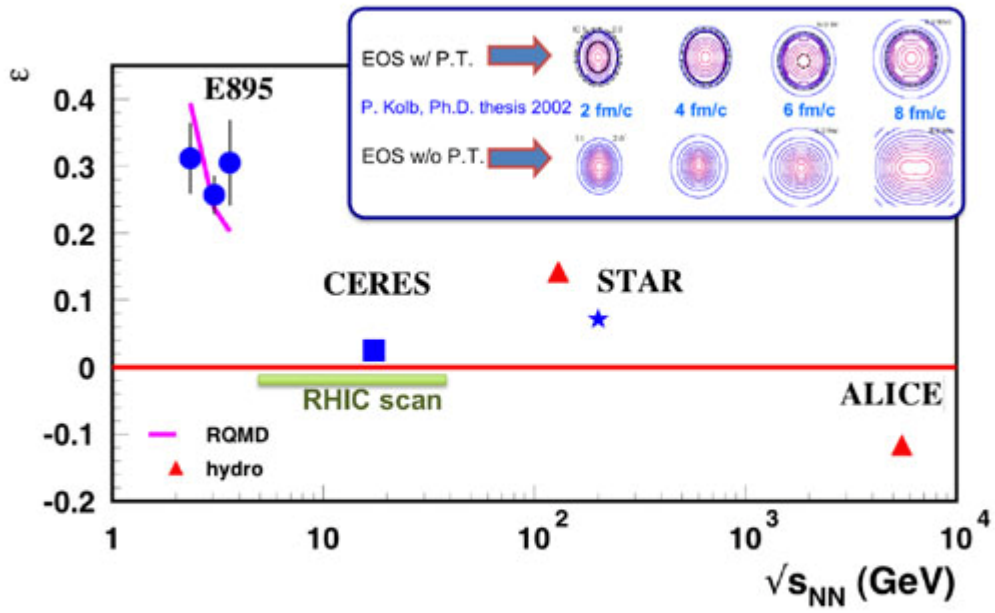 EOS w/ P.T.
P. Kolb, Ph.D. thesis 2002 2 fm/c 4 fm/c 6 fm/c 8 fm/c
EOS w/o P.T.
ε
E895
CERES
STAR
ALICE
RHIC scan
RQMD
hydro
0.4
0.3
0.2
0.1
0
-0.1
-0.2
1 10 10² 10³ 10⁴
√s_NN (GeV)